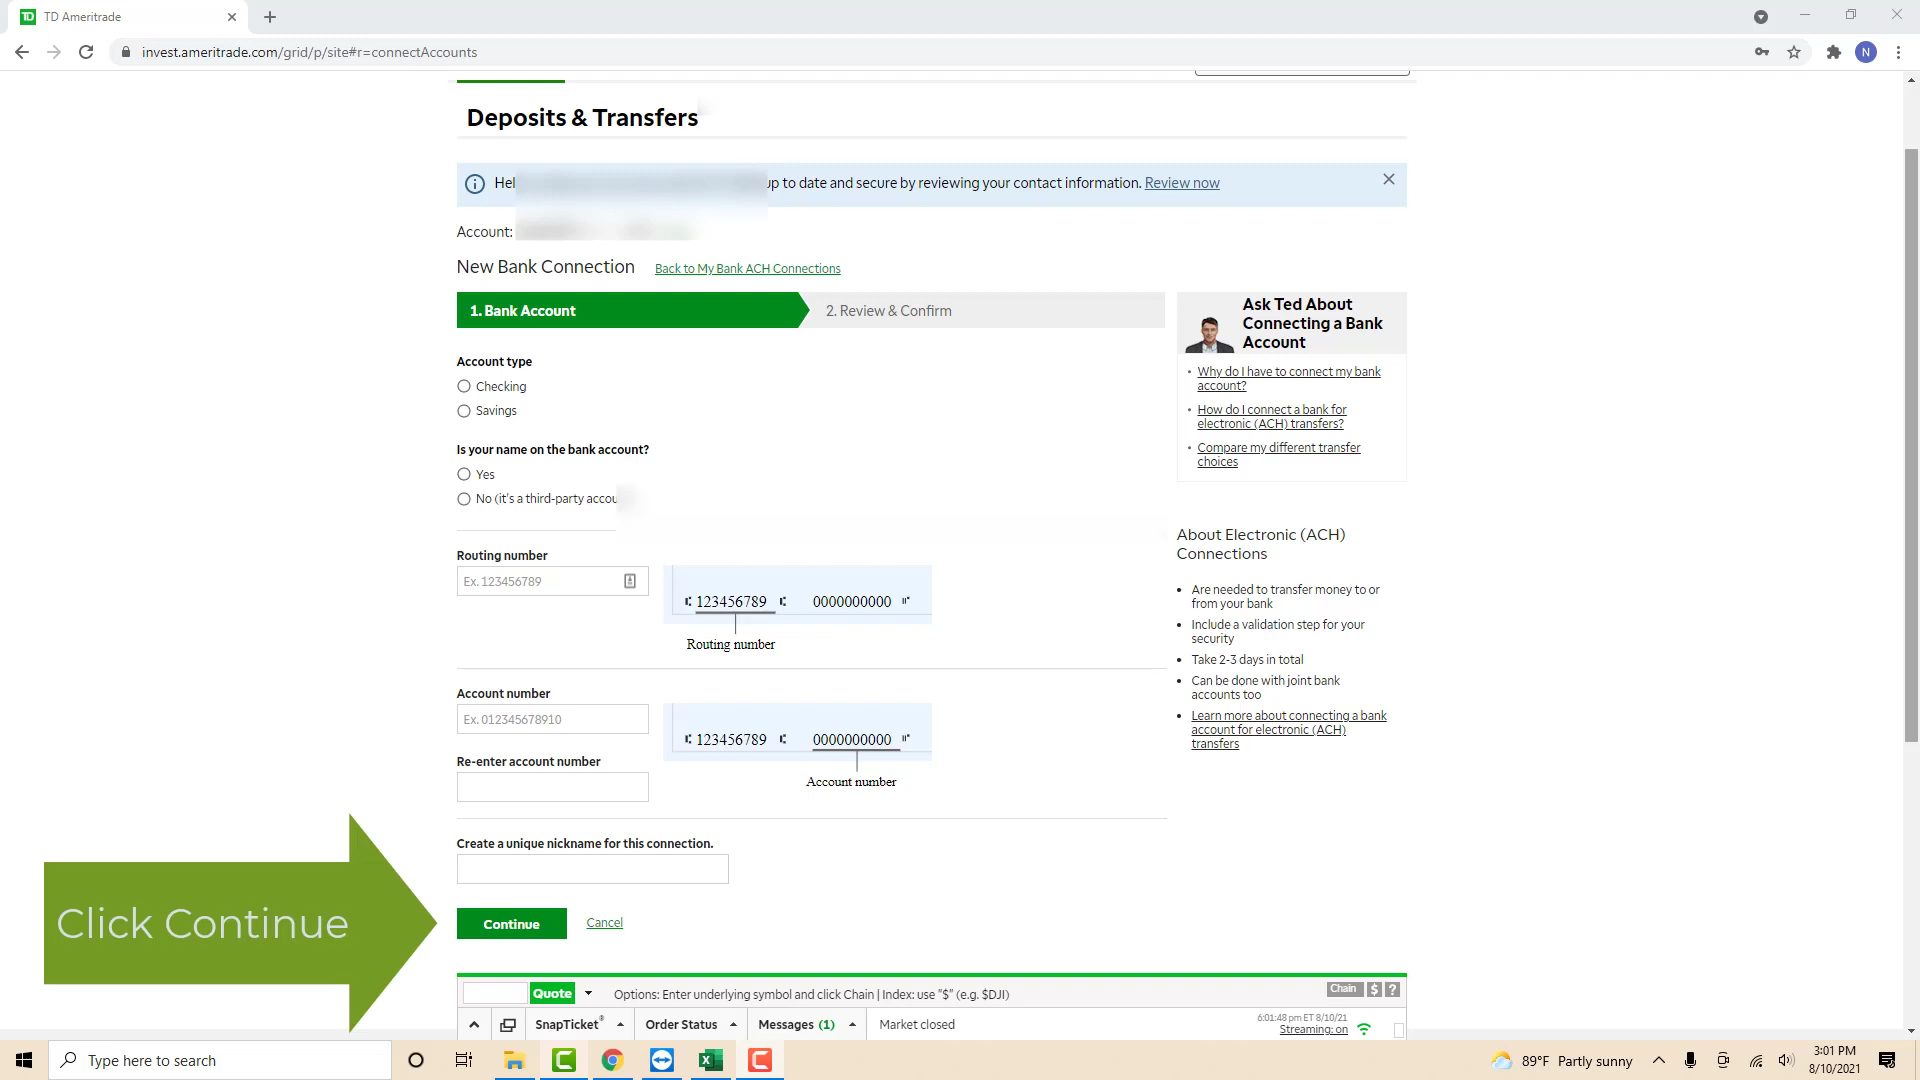 TD Ameritrade
invest.ameritrade.com/grid/p/site#r=connectAccounts
N
Deposits & Transfers
Hel up to date and secure by reviewing your contact information. Review now
Account:
New Bank Connection Back to My Bank ACH Connections
1. Bank Account 2. Review & Confirm
Account type
Checking
Savings
Is your name on the bank account?
Yes
No (it's a third-party accou
Routing number
Ex. 123456789
123456789 0000000000
Routing number
Account number
Ex. 012345678910
123456789 0000000000
Account number
Re-enter account number
Create a unique nickname for this connection.
Continue Cancel
Click Continue
Ask Ted About
Connecting a Bank
Account
Why do I have to connect my bank
account?
How do I connect a bank for
electronic (ACH) transfers?
Compare my different transfer
choices
About Electronic (ACH)
Connections
Are needed to transfer money to or
from your bank
Include a validation step for your
security
Take 2-3 days in total
Can be done with joint bank
accounts too
Learn more about connecting a bank
account for electronic (ACH)
transfers
Quote Options: Enter underlying symbol and click Chain | Index: use "$" (e.g. $DJI) Chain $ ?
SnapTicket® Order Status Messages (1) Market closed
6:01:48 pm ET 8/10/21
Streaming: on
Type here to search
89°F Partly sunny
3:01 PM
8/10/2021